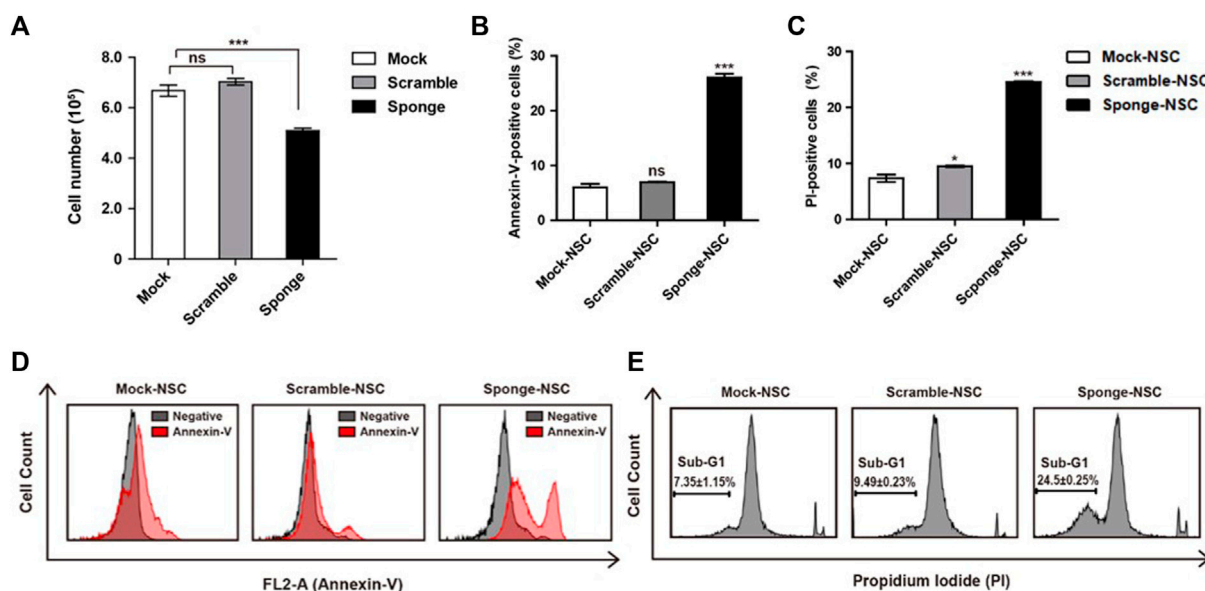 A
Cell number (10⁵)
8.0
6.0
4.0
2.0
0
***
ns
Mock
Scramble
Sponge
Mock
Scramble
Sponge
B
Annexin-V-positive cells (%)
30
20
10
0
ns
***
Mock-NSC
Scramble-NSC
Sponge-NSC
C
PI-positive cells (%)
30
20
10
0
*
***
Mock-NSC
Scramble-NSC
Scponge-NSC
Mock-NSC
Scramble-NSC
Sponge-NSC
D
Cell Count
Mock-NSC
Negative
Annexin-V
Scramble-NSC
Negative
Annexin-V
Sponge-NSC
Negative
Annexin-V
FL2-A (Annexin-V)
E
Cell Count
Mock-NSC
Sub-G1
7.35±1.15%
Scramble-NSC
Sub-G1
9.49±0.23%
Sponge-NSC
Sub-G1
24.5±0.25%
Propidium Iodide (PI)